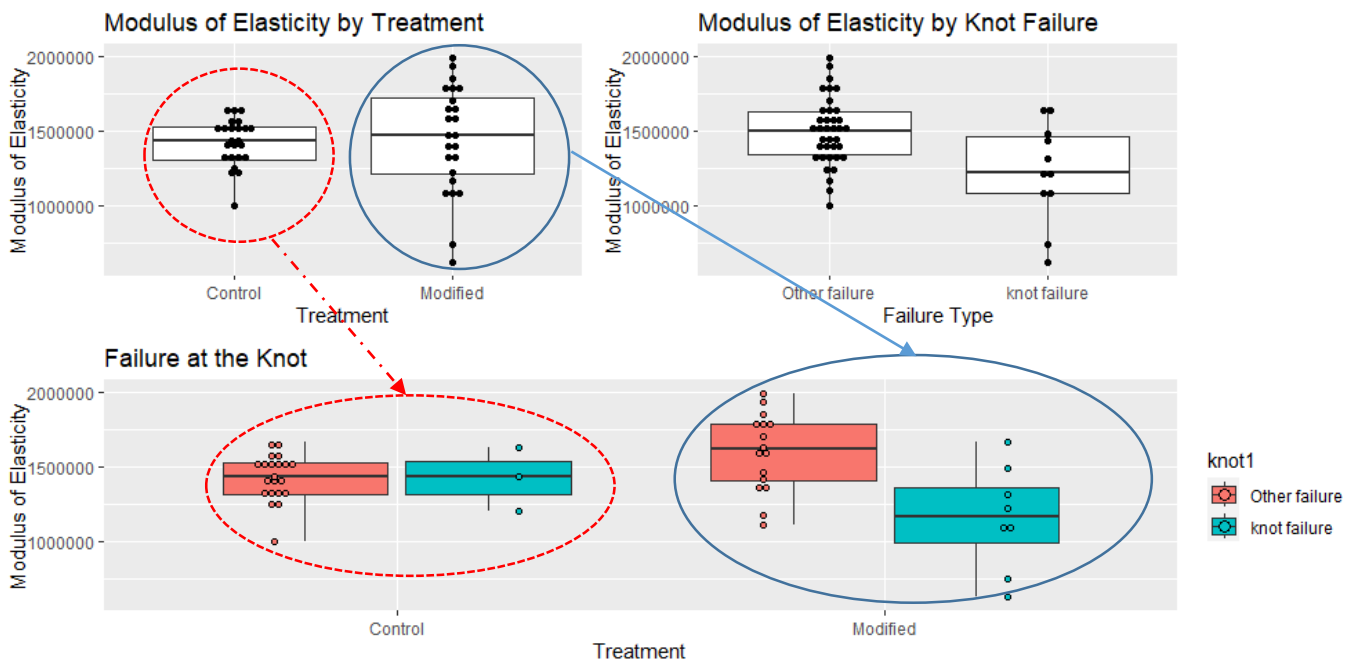 Modulus of Elasticity by Treatment
Modulus of Elasticity
2000000
1500000
1000000
Control
Modified
Treatment
Modulus of Elasticity by Knot Failure
Modulus of Elasticity
2000000
1500000
1000000
Other failure
knot failure
Failure Type
Failure at the Knot
Modulus of Elasticity
2000000
1500000
1000000
Control
Modified
Treatment
knot1
Other failure
knot failure